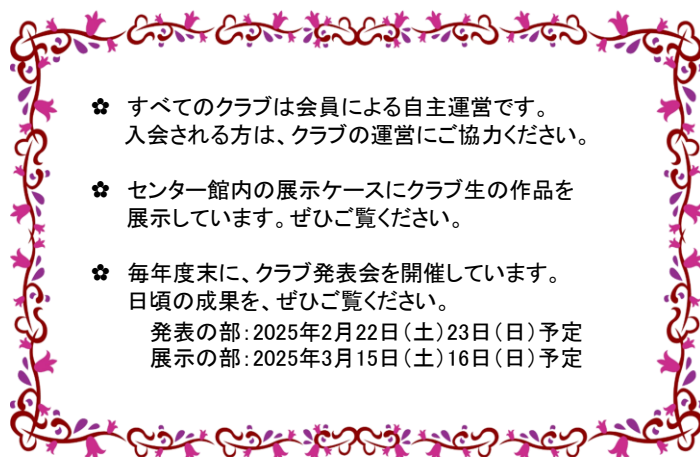 ✿ すべてのクラブは会員による自主運営です。
入会される方は、クラブの運営にご協力ください。
✿ センター館内の展示ケースにクラブ生の作品を
展示しています。ぜひご覧ください。
✿ 毎年度末に、クラブ発表会を開催しています。
日頃の成果を、ぜひご覧ください。
発表の部：2025年2月22日（土）23日（日）予定
展示の部：2025年3月15日（土）16日（日）予定